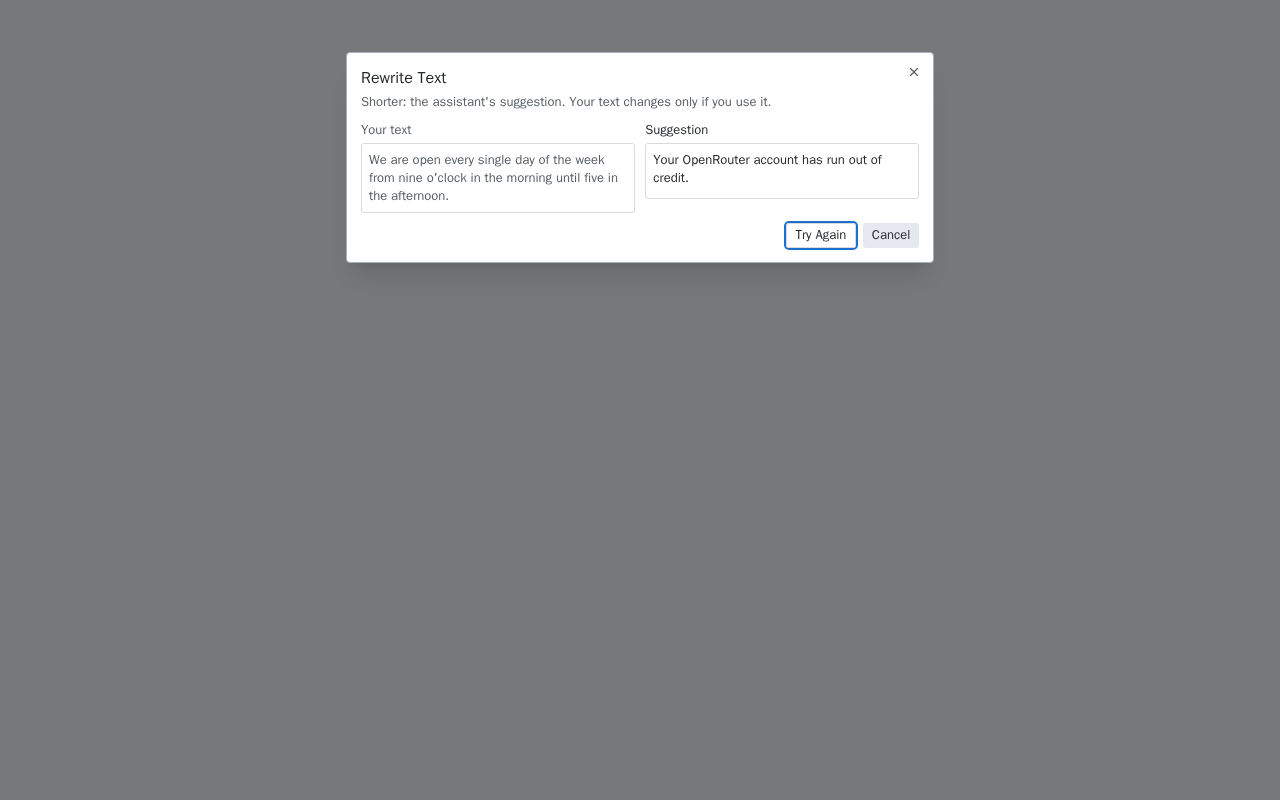 Rewrite Text
Shorter: the assistant's suggestion. Your text changes only if you use it.
Your text
We are open every single day of the week
from nine o'clock in the morning until five in
the afternoon.
Suggestion
Your OpenRouter account has run out of
credit.
Try Again
Cancel